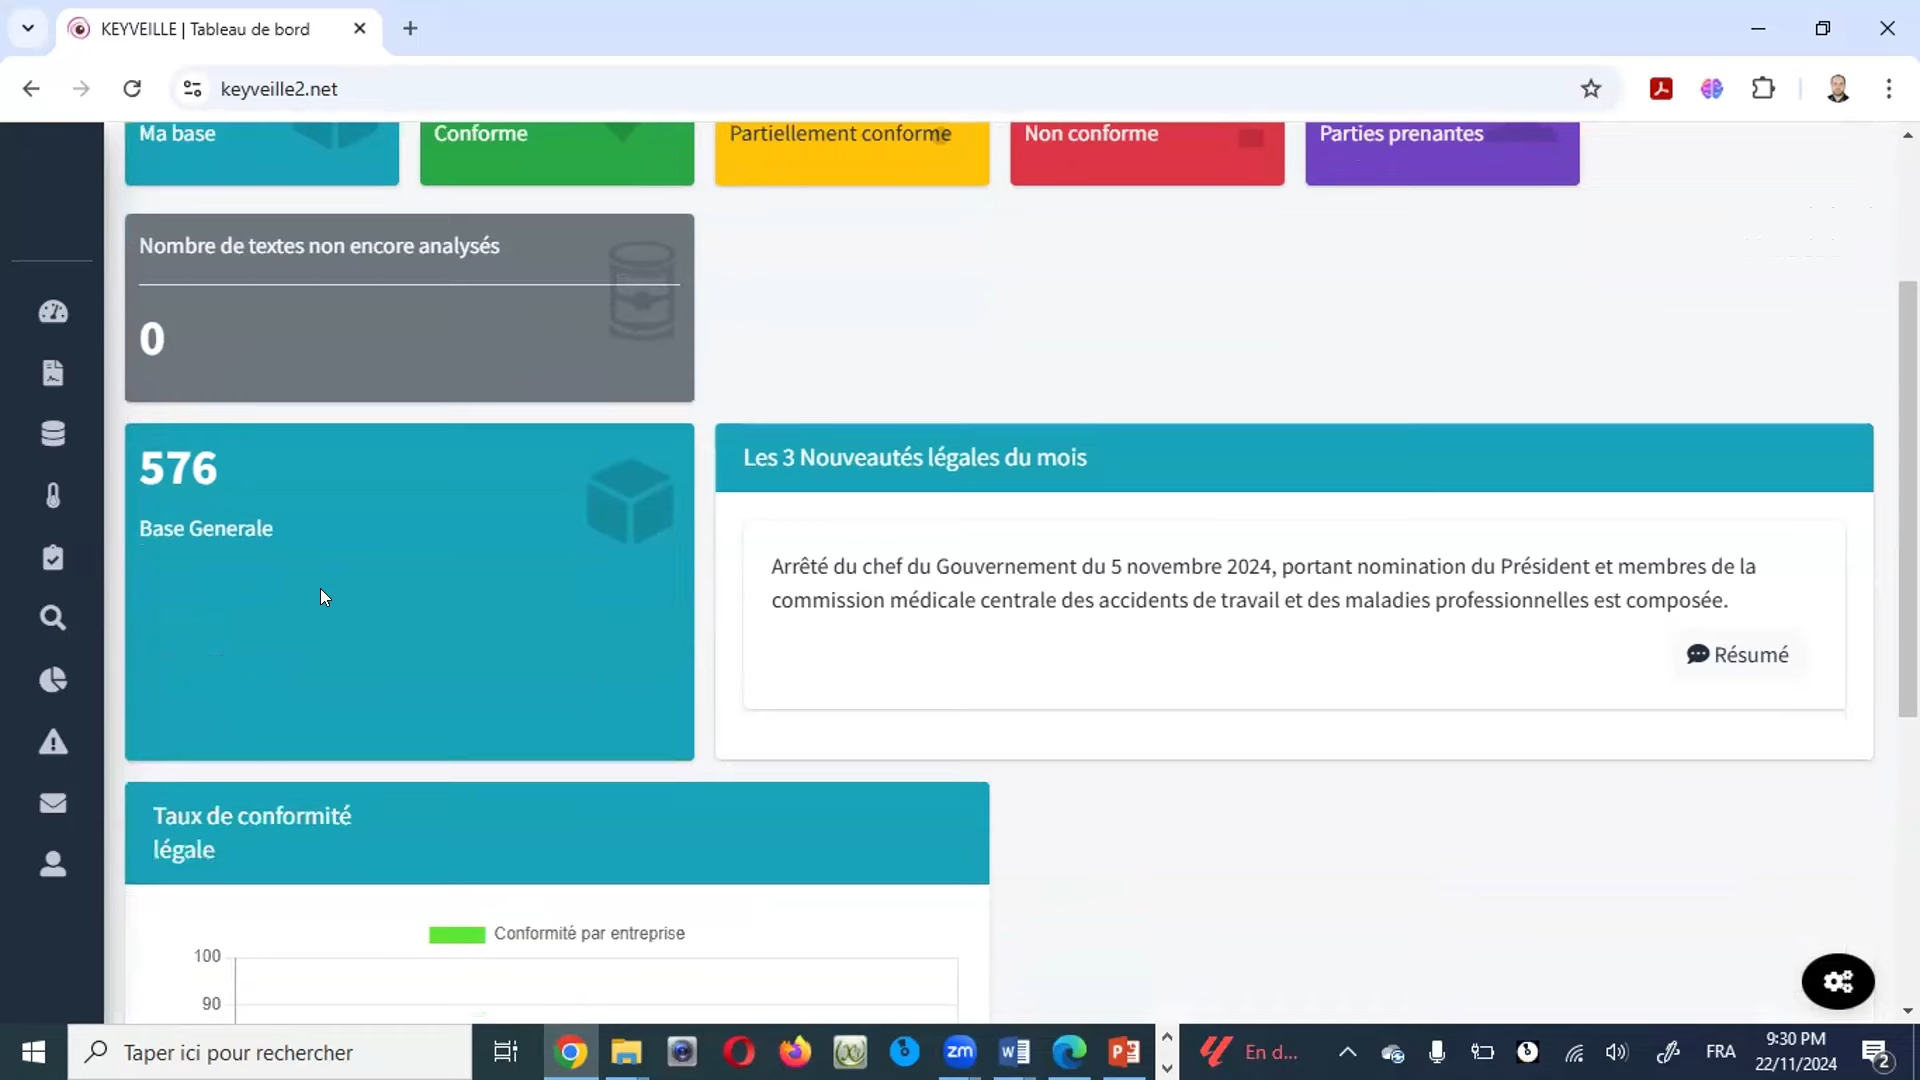 KEYVEILLE | Tableau de bord
keyveille2.net
Ma base
Conforme
Partiellement conforme
Non conforme
Parties prenantes
Nombre de textes non encore analysés
0
576
Base Generale
Les 3 Nouveautés légales du mois
Arrêté du chef du Gouvernement du 5 novembre 2024, portant nomination du Président et membres de la
commission médicale centrale des accidents de travail et des maladies professionnelles est composée.
Résumé
Taux de conformité
légale
Conformité par entreprise
100
90
Taper ici pour rechercher
zm
En d...
FRA
9:30 PM
22/11/2024
2